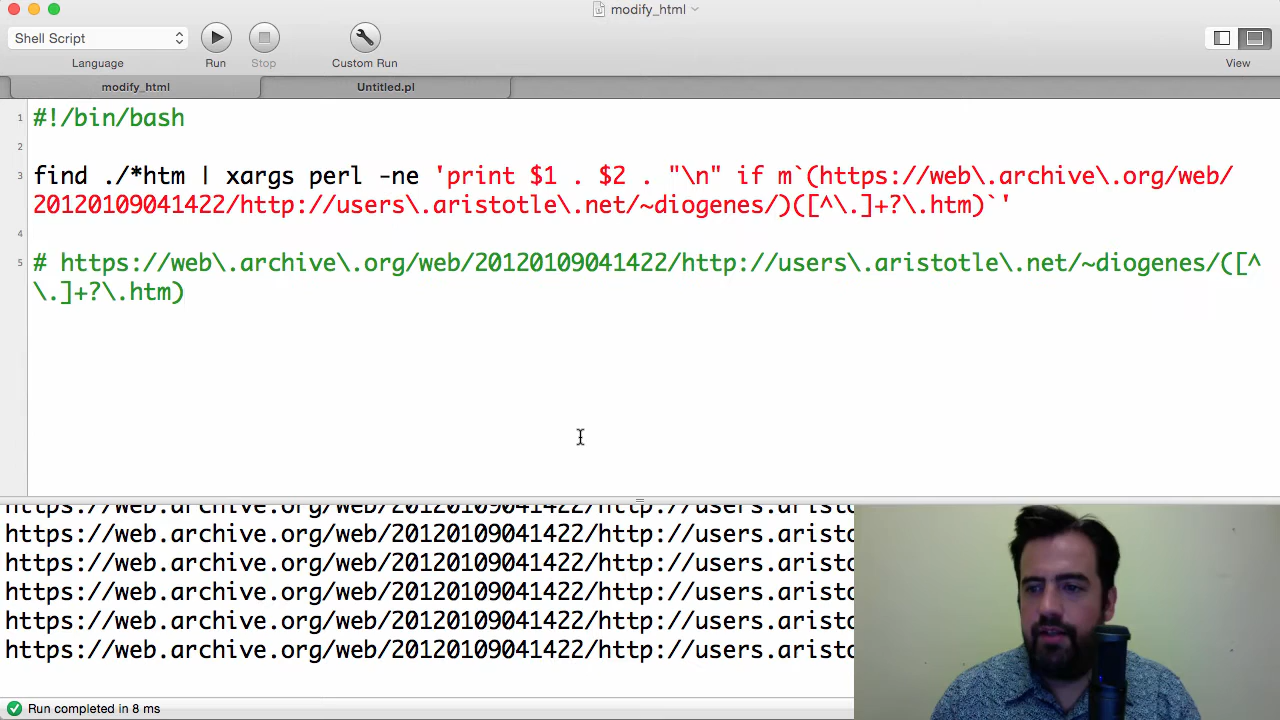 modify_html
Shell Script
Language
Run
Stop
Custom Run
View
modify_html
Untitled.pl
1 #!/bin/bash
2
3 find ./*htm | xargs perl -ne 'print $1 . $2 . "\n" if m`(https://web\.archive\.org/web/
20120109041422/http://users\.aristotle\.net/~diogenes/)([^\.]+?\.htm)`'
4
5 # https://web\.archive\.org/web/20120109041422/http://users\.aristotle\.net/~diogenes/([^
\.]+?\.htm)
https://web.archive.org/web/20120109041422/http://users.aristo
https://web.archive.org/web/20120109041422/http://users.aristo
https://web.archive.org/web/20120109041422/http://users.aristo
https://web.archive.org/web/20120109041422/http://users.aristo
https://web.archive.org/web/20120109041422/http://users.aristo
https://web.archive.org/web/20120109041422/http://users.aristo
Run completed in 8 ms